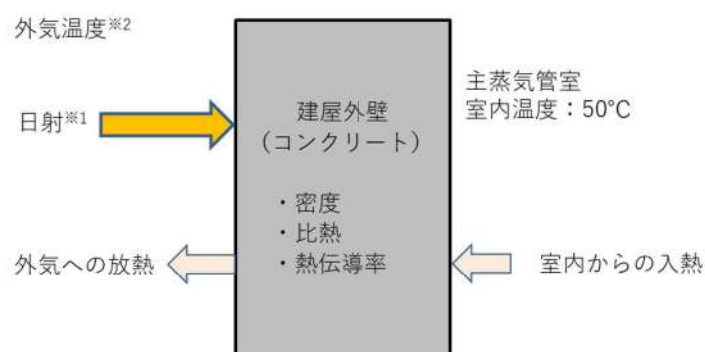 外気温度※2
日射※1
建屋外壁
（コンクリート）
・密度
・比熱
・熱伝導率
主蒸気管室
室内温度：50℃
外気への放熱
室内からの入熱